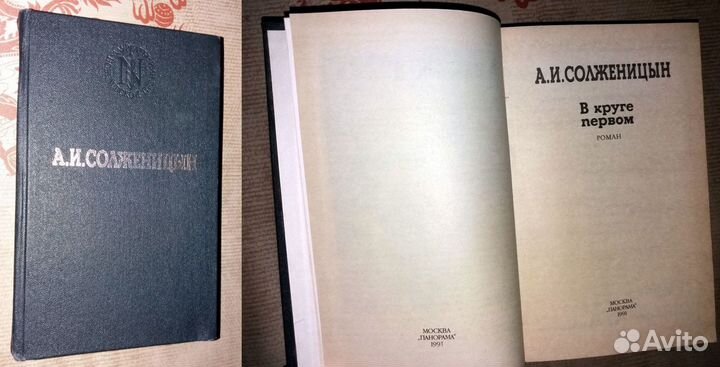 А.И.СОЛЖЕНИЦЫН
МОСКВА
„ПАНОРАМА"
1991
А.И.СОЛЖЕНИЦЫН
В круге
первом
РОМАН
МОСКВА
„ПАНОРАМА"
1991
Avito